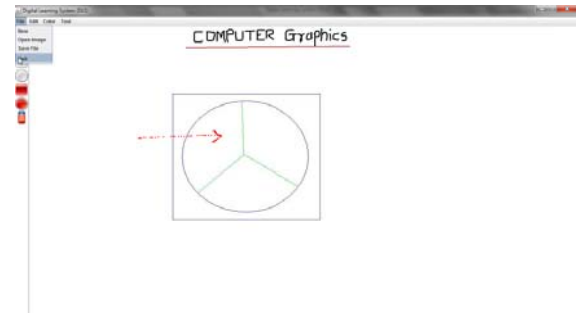 Digital Learning System (DLS)
File Edit Color Tool
New
Open Image
Save File
COMPUTER Graphics